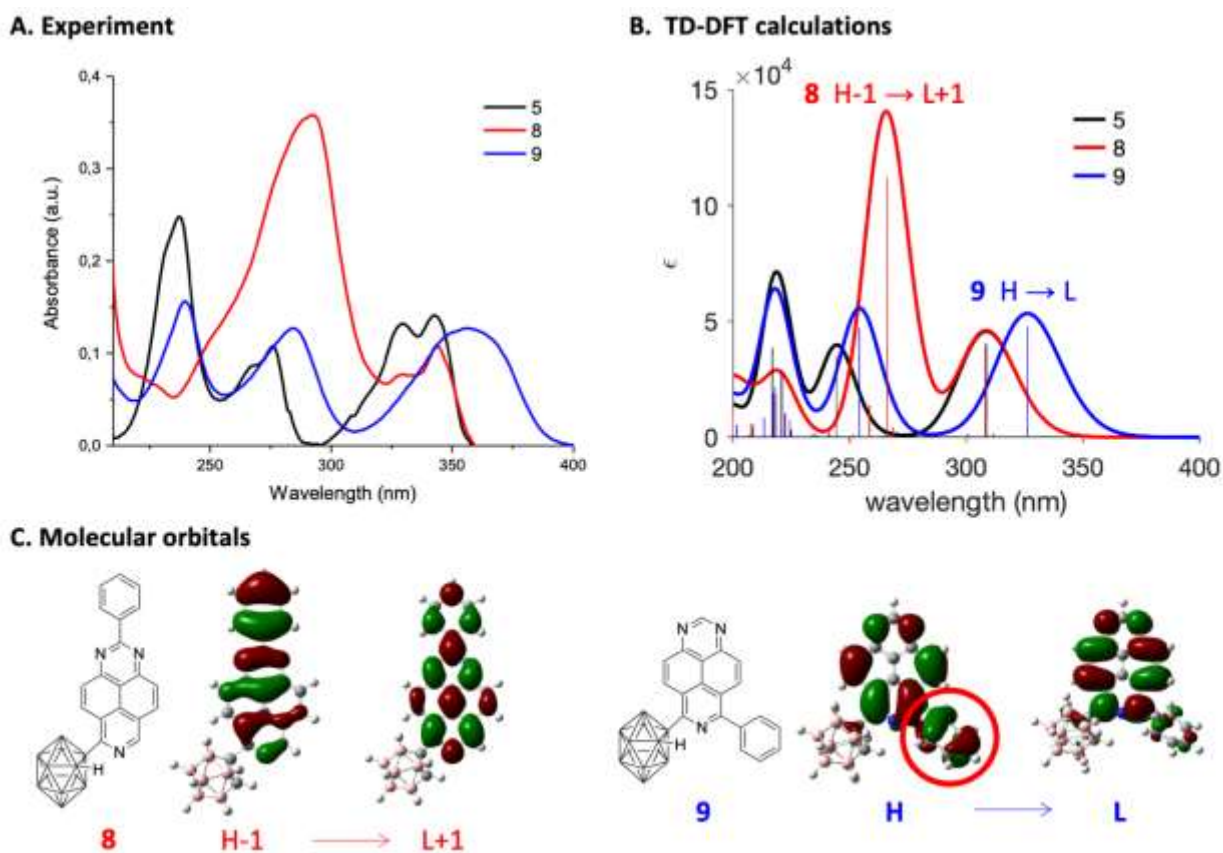 A. Experiment
0,4
0,3
0,2
0,1
0,0
Absorbance (a.u.)
250
300
350
400
Wavelength (nm)
5
8
9
B. TD-DFT calculations
×10⁴
15
10
5
0
ϵ
200
250
300
350
400
wavelength (nm)
8 H-1 → L+1
9 H → L
5
8
9
C. Molecular orbitals
N N
N
H
8 H-1 → L+1
N N
N
H
9 H → L